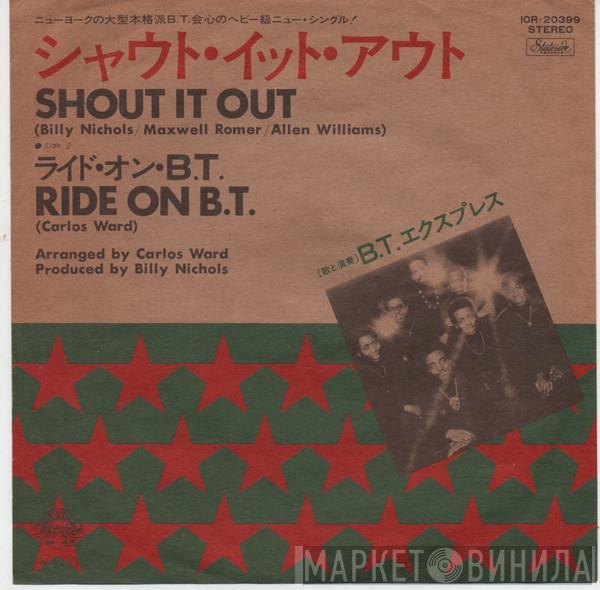 ニューヨークの大型本格派B.T.会心のヘビー級ニュー・シングル!
IOR-20399
STEREO
Stateside
シャウト・イット・アウト
SHOUT IT OUT
(Billy Nichols/Maxwell Romer/Allen Williams)
●Side 2
ライド・オン・B.T.
RIDE ON B.T.
(Carlos Ward)
Arranged by Carlos Ward
Produced by Billy Nichols
[歌と演奏] B.T.エクスプレス
МАРКЕТ ВИНИЛА